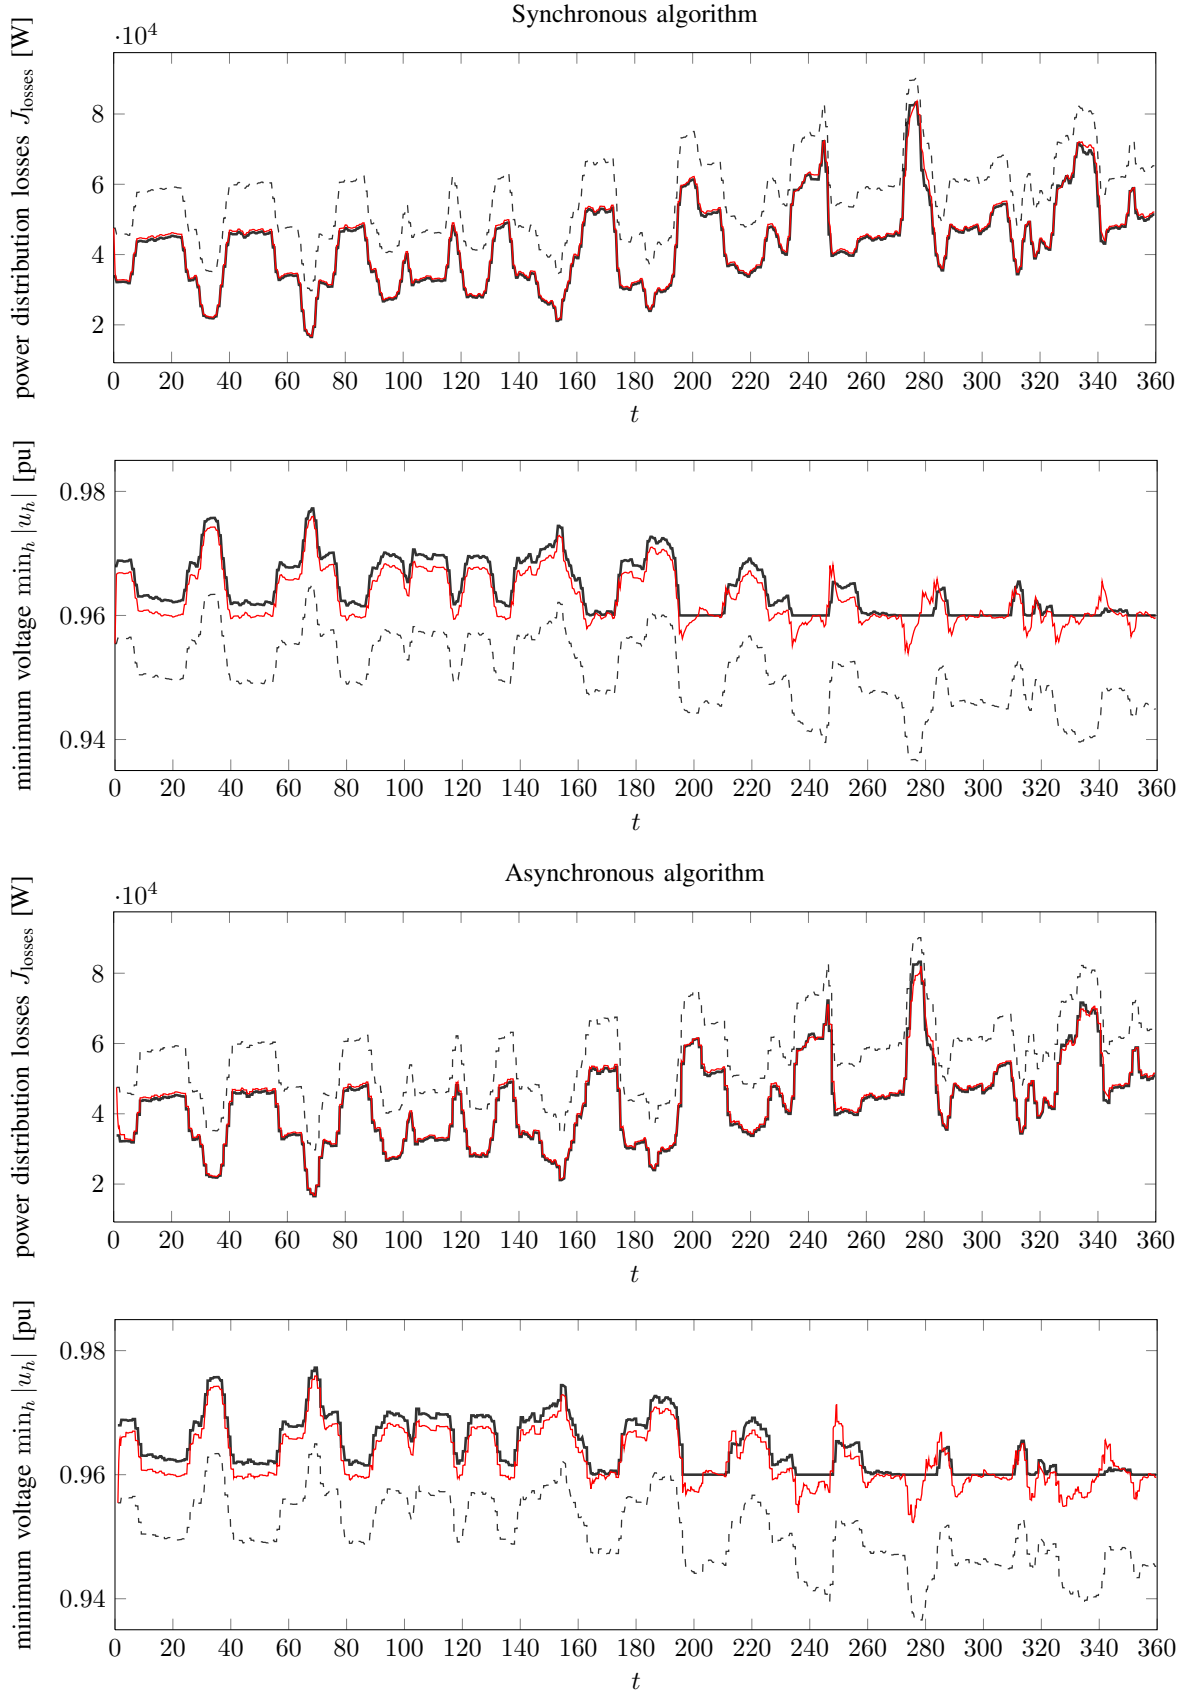 Synchronous algorithm
power distribution losses J_losses [W]
·10⁴
8
6
4
2
0 20 40 60 80 100 120 140 160 180 200 220 240 260 280 300 320 340 360
t
minimum voltage min_h |u_h| [pu]
0.98
0.96
0.94
0 20 40 60 80 100 120 140 160 180 200 220 240 260 280 300 320 340 360
t
Asynchronous algorithm
power distribution losses J_losses [W]
·10⁴
8
6
4
2
0 20 40 60 80 100 120 140 160 180 200 220 240 260 280 300 320 340 360
t
minimum voltage min_h |u_h| [pu]
0.98
0.96
0.94
0 20 40 60 80 100 120 140 160 180 200 220 240 260 280 300 320 340 360
t